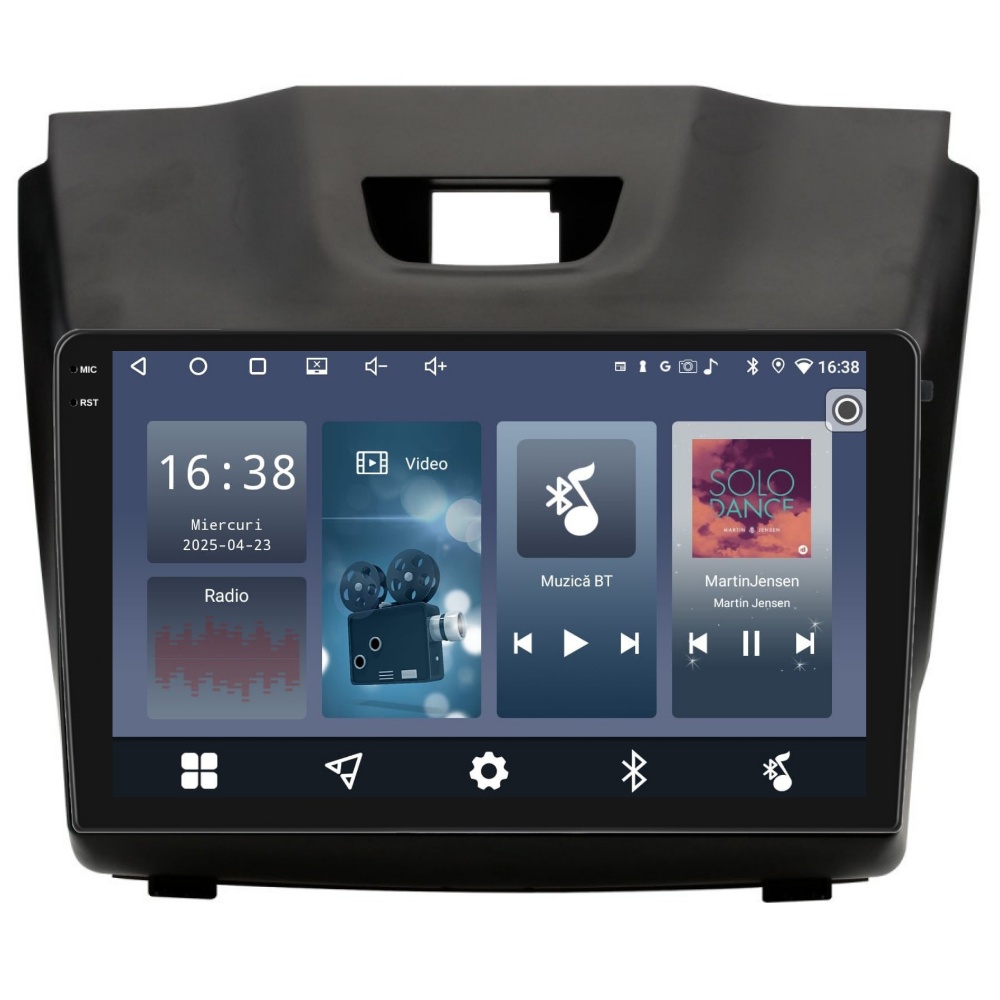 MIC
RST
G
16:38
16:38
Miercuri
2025-04-23
Radio
Video
Muzică BT
SOLO
DANCE
MARTIN JENSEN
MartinJensen
Martin Jensen